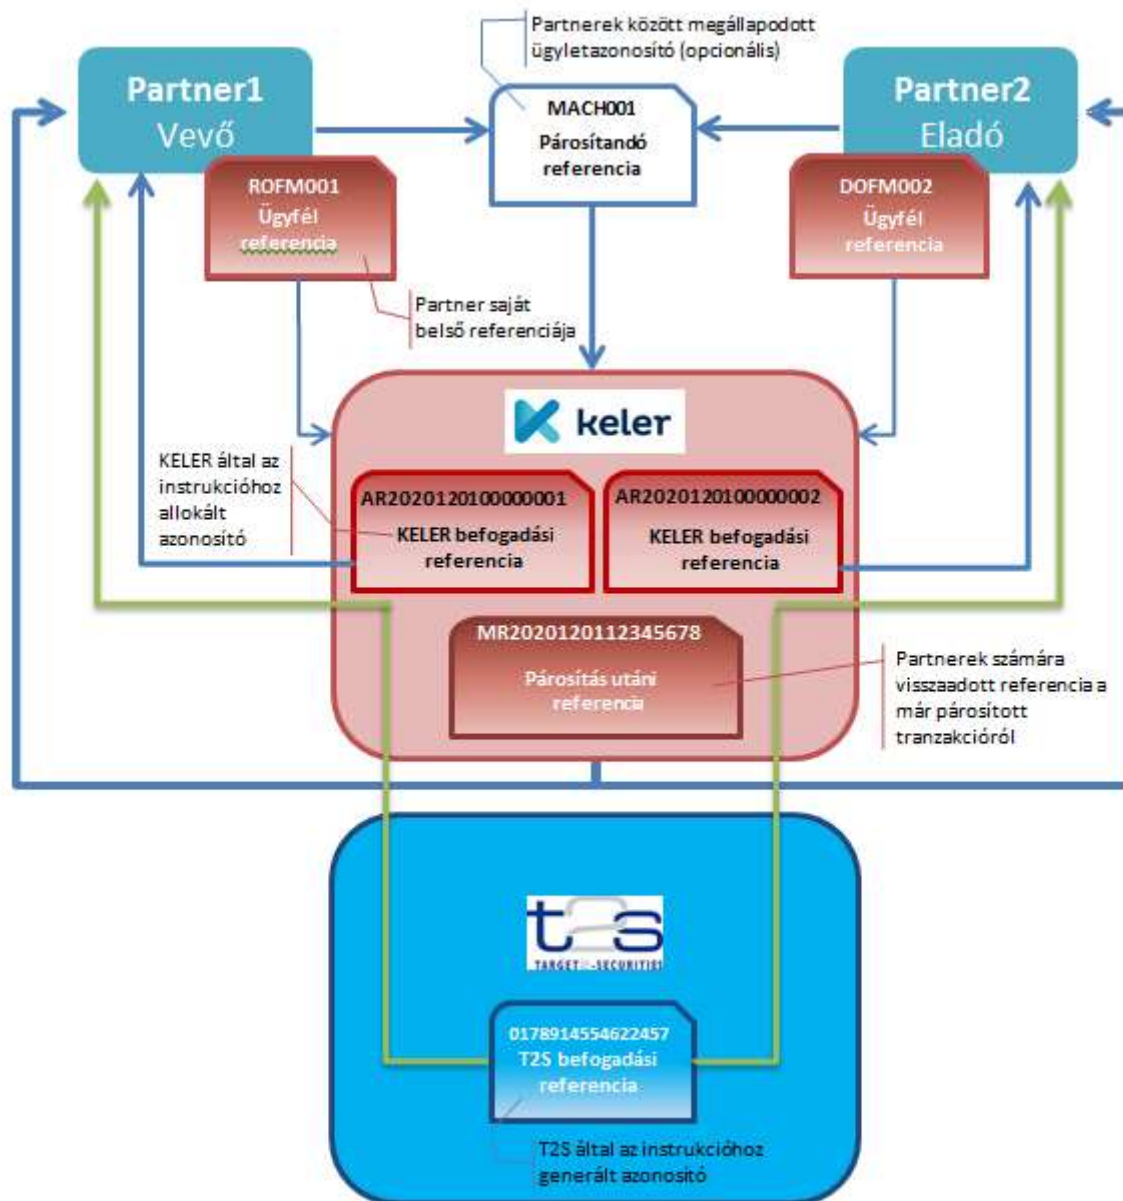 Partnerek között megállapodott
ügyletazonosító (opcionális)
Partner1
Vevő
MACH001
Párosítandó
referencia
Partner2
Eladó
ROFM001
Ügyfél
referencia
DOFM002
Ügyfél
referencia
Partner saját
belső referenciája
keler
KELER által az
instrukcióhoz
allokált
azonosító
AR2020120100000001
KELER befogadási
referencia
AR2020120100000002
KELER befogadási
referencia
MR2020120112345678
Párosítás utáni
referencia
Partnerek számára
visszaadott referencia a
már párosított
tranzakcióról
t2s
TARGET2-SECURITIES
0178914554622457
T2S befogadási
referencia
T2S által az instrukcióhoz
generált azonosító